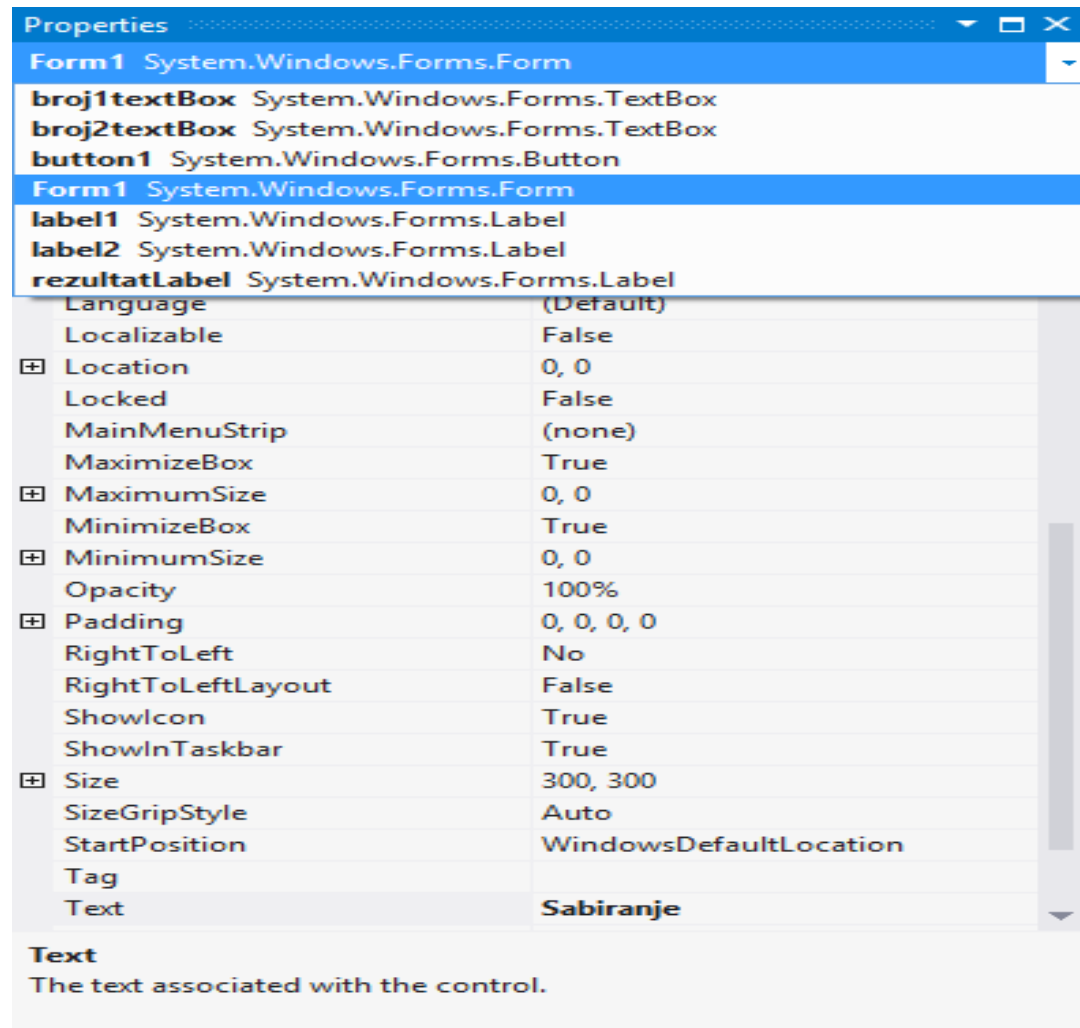 Properties
Form1 System.Windows.Forms.Form
broj1textBox System.Windows.Forms.TextBox
broj2textBox System.Windows.Forms.TextBox
button1 System.Windows.Forms.Button
Form1 System.Windows.Forms.Form
label1 System.Windows.Forms.Label
label2 System.Windows.Forms.Label
rezultatLabel System.Windows.Forms.Label
Language (Default)
Localizable False
Location 0, 0
Locked False
MainMenuStrip (none)
MaximizeBox True
MaximumSize 0, 0
MinimizeBox True
MinimumSize 0, 0
Opacity 100%
Padding 0, 0, 0, 0
RightToLeft No
RightToLeftLayout False
ShowIcon True
ShowInTaskbar True
Size 300, 300
SizeGripStyle Auto
StartPosition WindowsDefaultLocation
Tag
Text Sabiranje
Text
The text associated with the control.